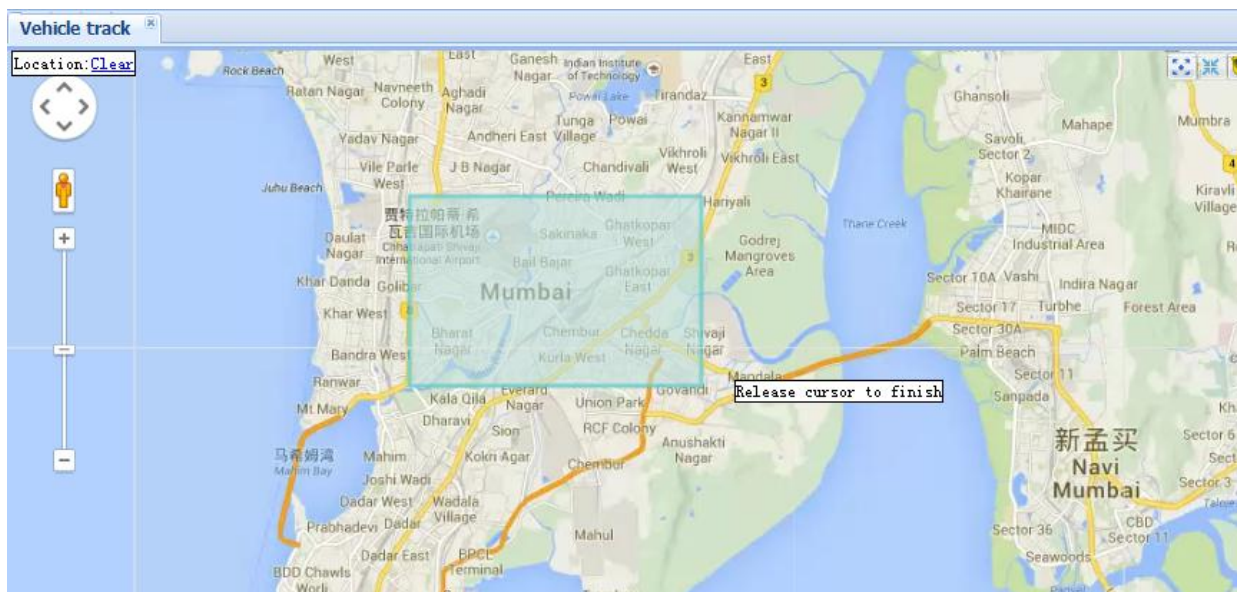 Vehicle track
Location:Clear
Rock Beach
West
East
Ganesh
Nagar
Indian Institute
of Technology
East
3
Ratan Nagar
Navneeth
Colony
Aghadi
Nagar
Powai Lake
Tirandaz
Ghansoli
Yadav Nagar
Andheri East
Tunga
Village
Powai
Kannamwar
Nagar II
Savoli
Sector 2
Mahape
Mumbra
4
Vile Parle
West
J B Nagar
Chandivali
Vikhroli
West
Vikhroli East
Kopar
Khairane
Kiravli
Village
Juhu Beach
Pereira Wadi
Hariyali
贾特拉帕蒂·希
瓦吉国际机场
Chhatrapati Shivaji
International Airport
Sakinaka
Ghatkopar
West
Thane Creek
MIDC
Industrial Area
Daulat
Nagar
Bail Bajar
3
Godrej
Mangroves
Area
Khar Danda
Golibar
Mumbai
Ghatkopar
East
Sector 10A
Vashi
Indira Nagar
Khar West
Sector 17
Turbhe
Forest Area
Bharat
Nagar
Chembur
Chedda
Nagar
Shivaji
Nagar
Sector 30A
Bandra West
Kurla West
Palm Beach
Ranwar
Mandala
Sector
11
Kala Qila
Everard
Nagar
Union Park
Govandi
Release cursor to finish
Sanpada
Mt Mary
Dharavi
Sion
RCF Colony
Anushakti
Nagar
新孟买
Navi
Mumbai
Sector 6
马希姆湾
Mahim Bay
Mahim
Kokri Agar
Chembur
Joshi Wadi
Sector 3
Dadar West
Wadala
Village
Prabhadevi
Dadar
Mahul
Sector 36
CBD
Sector 11
Dadar East
BPCL
Terminal
Seawoods
BDD Chawls
Worli